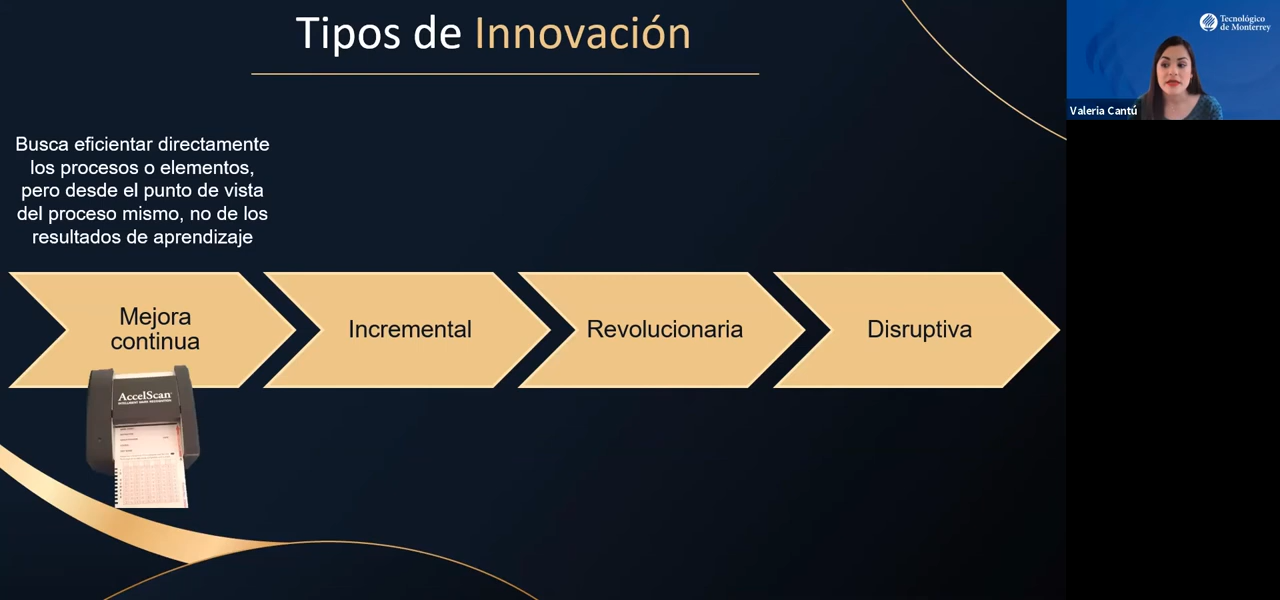 Tipos de Innovación
Tecnológico
de Monterrey
Valeria Cantú
Busca eficientar directamente
los procesos o elementos,
pero desde el punto de vista
del proceso mismo, no de los
resultados de aprendizaje
Mejora
continua
Incremental
Revolucionaria
Disruptiva
AccelScan